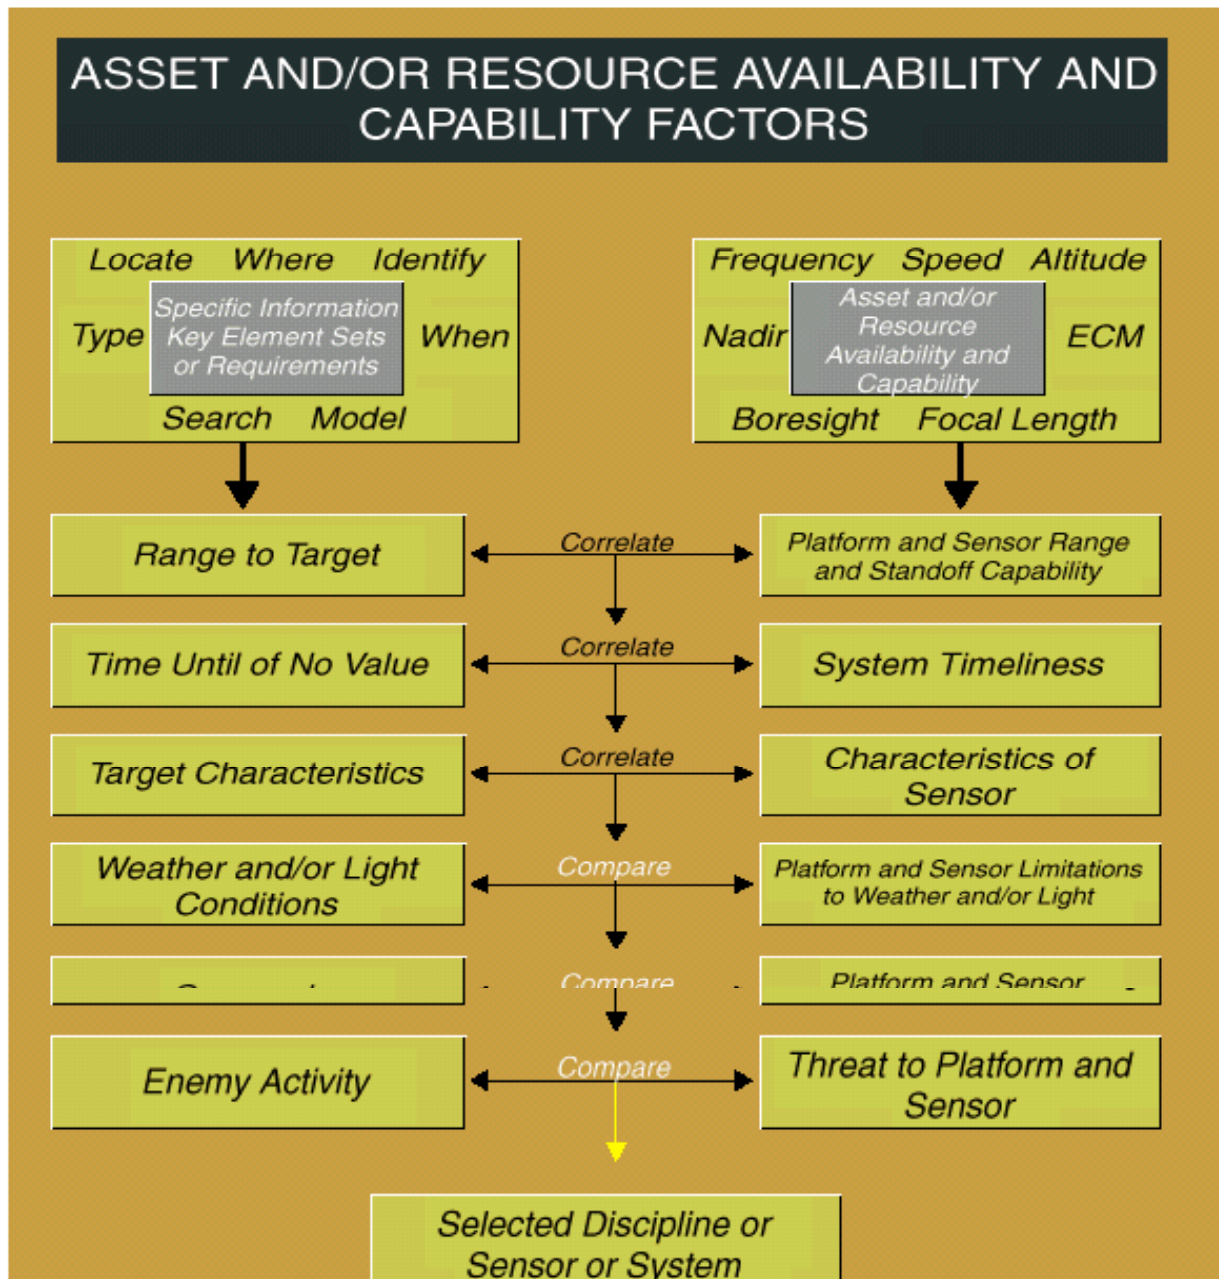 ASSET AND/OR RESOURCE AVAILABILITY AND
CAPABILITY FACTORS
Locate Where Identify
Type
Specific Information
Key Element Sets
or Requirements
When
Search Model
Frequency Speed Altitude
Nadir
Asset and/or
Resource
Availability and
Capability
ECM
Boresight Focal Length
Range to Target
Correlate
Platform and Sensor Range
and Standoff Capability
Time Until of No Value
Correlate
System Timeliness
Target Characteristics
Correlate
Characteristics of
Sensor
Weather and/or Light
Conditions
Compare
Platform and Sensor Limitations
to Weather and/or Light
Compare
Platform and Sensor
Enemy Activity
Compare
Threat to Platform and
Sensor
Selected Discipline or
Sensor or System